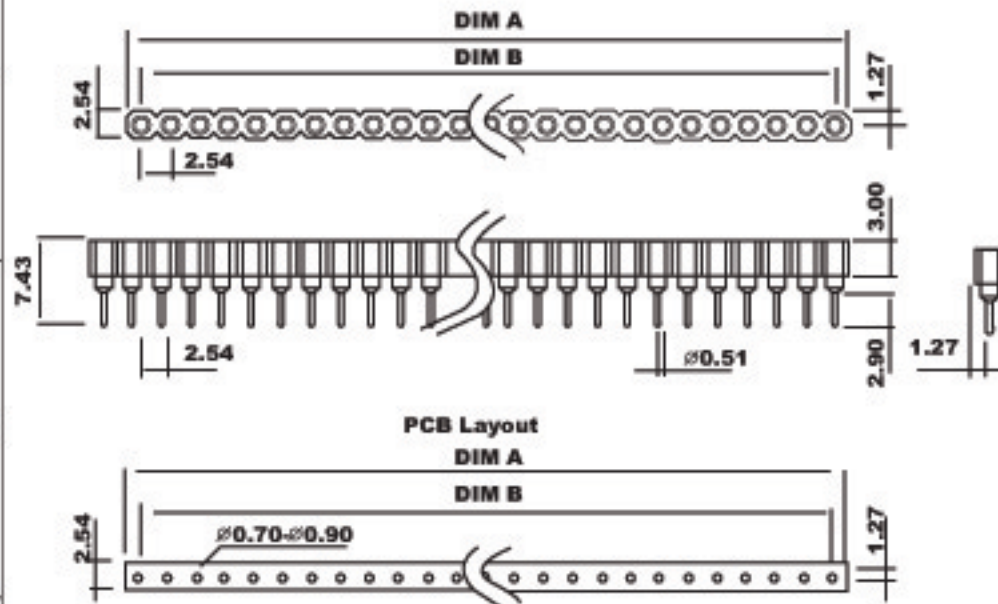 DIM A
DIM B
2.54
1.27
2.54
3.00
7.43
2.54
Ø0.51
2.90
1.27
PCB Layout
DIM A
DIM B
2.54
Ø0.70-Ø0.90
1.27